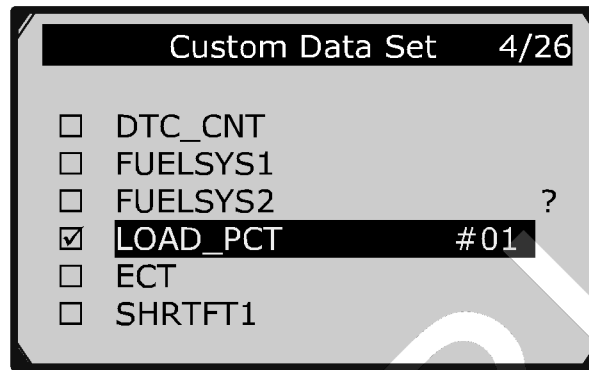 Custom Data Set 4/26
DTC_CNT
FUELSYS1
FUELSYS2 ?
LOAD_PCT #01
ECT
SHRTFT1